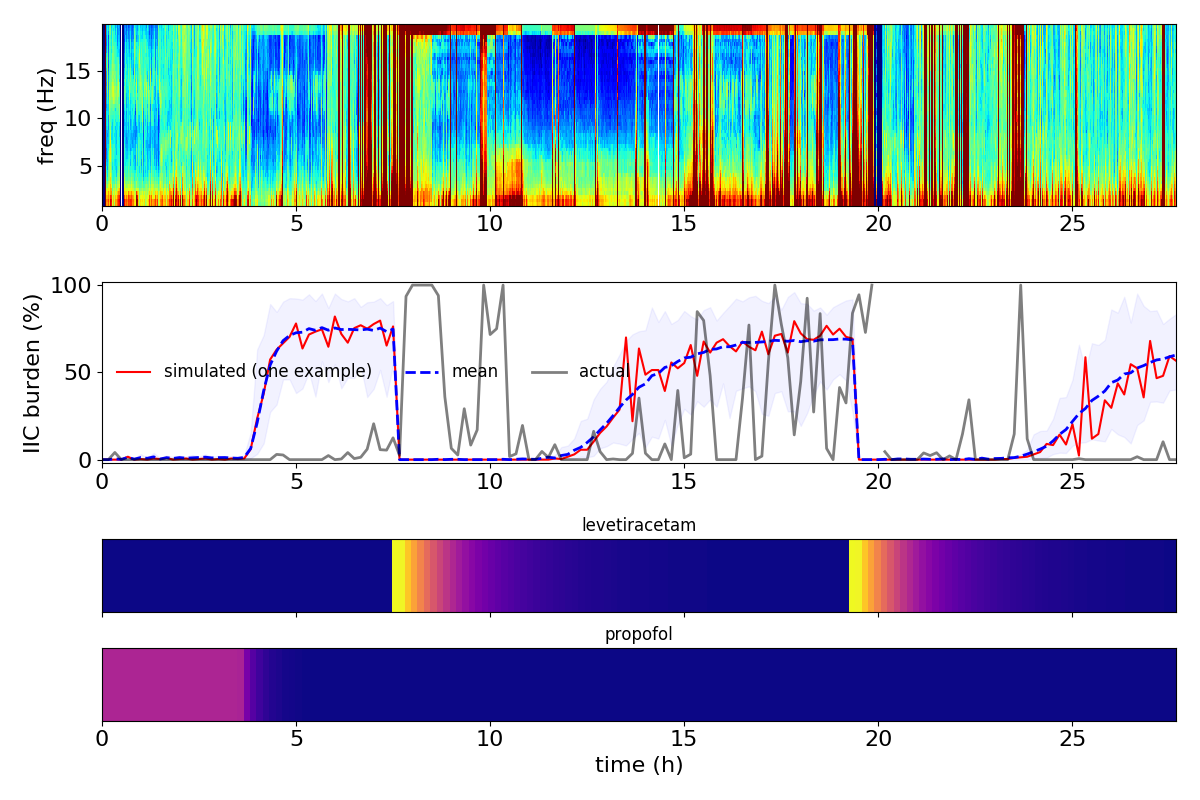 freq (Hz)
15
10
5
0 5 10 15 20 25
IIC burden (%)
100
50
0
simulated (one example) mean actual
0 5 10 15 20 25
levetiracetam
propofol
0 5 10 15 20 25
time (h)